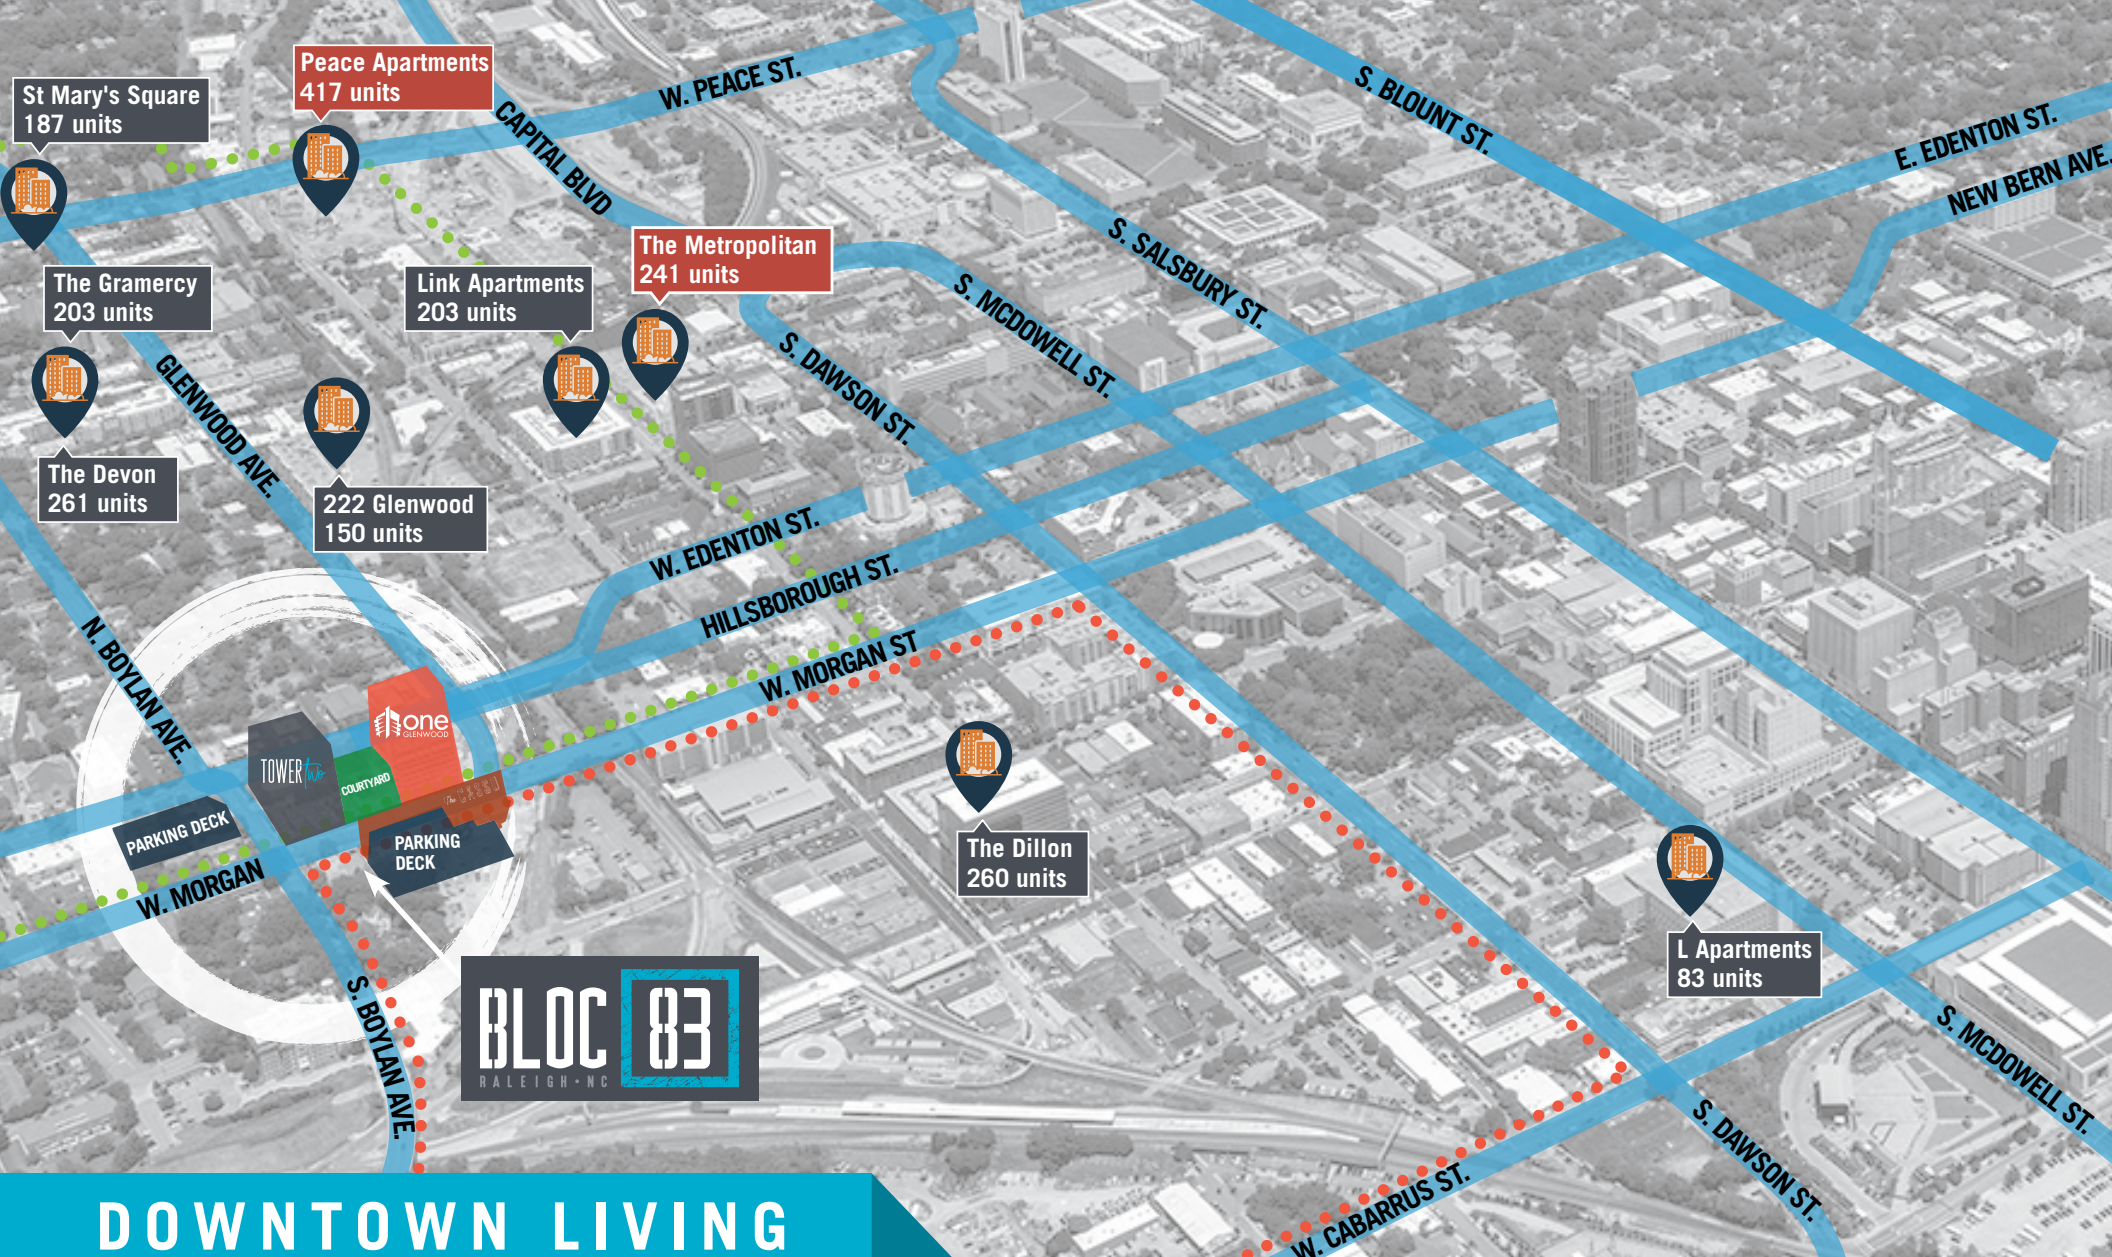 W. PEACE ST.
S. BLOUNT ST.
Peace Apartments
417 units
St Mary's Square
187 units
CAPITAL BLVD
E. EDENTON ST.
NEW BERN AVE.
S. SALSBURY ST.
The Metropolitan
241 units
The Gramercy
203 units
Link Apartments
203 units
S. MCDOWELL ST.
S. DAWSON ST.
GLENWOOD AVE.
The Devon
261 units
222 Glenwood
150 units
W. EDENTON ST.
HILLSBOROUGH ST.
W. MORGAN ST
N. BOYLAN AVE.
one
GLENWOOD
TOWER two
COURTYARD
The CASSO
PARKING DECK
PARKING
DECK
W. MORGAN
The Dillon
260 units
L Apartments
83 units
S. BOYLAN AVE.
BLOC 83
RALEIGH • NC
S. MCDOWELL ST.
S. DAWSON ST.
W. CABARRUS ST.
DOWNTOWN LIVING